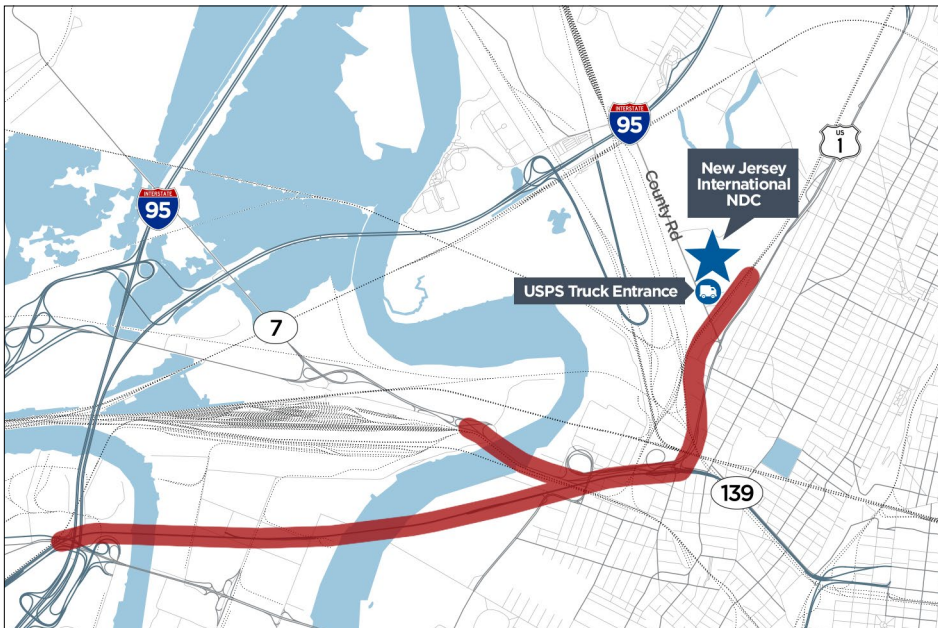 INTERSTATE
95
INTERSTATE
95
US
1
New Jersey
International
NDC
County Rd
USPS Truck Entrance
7
139